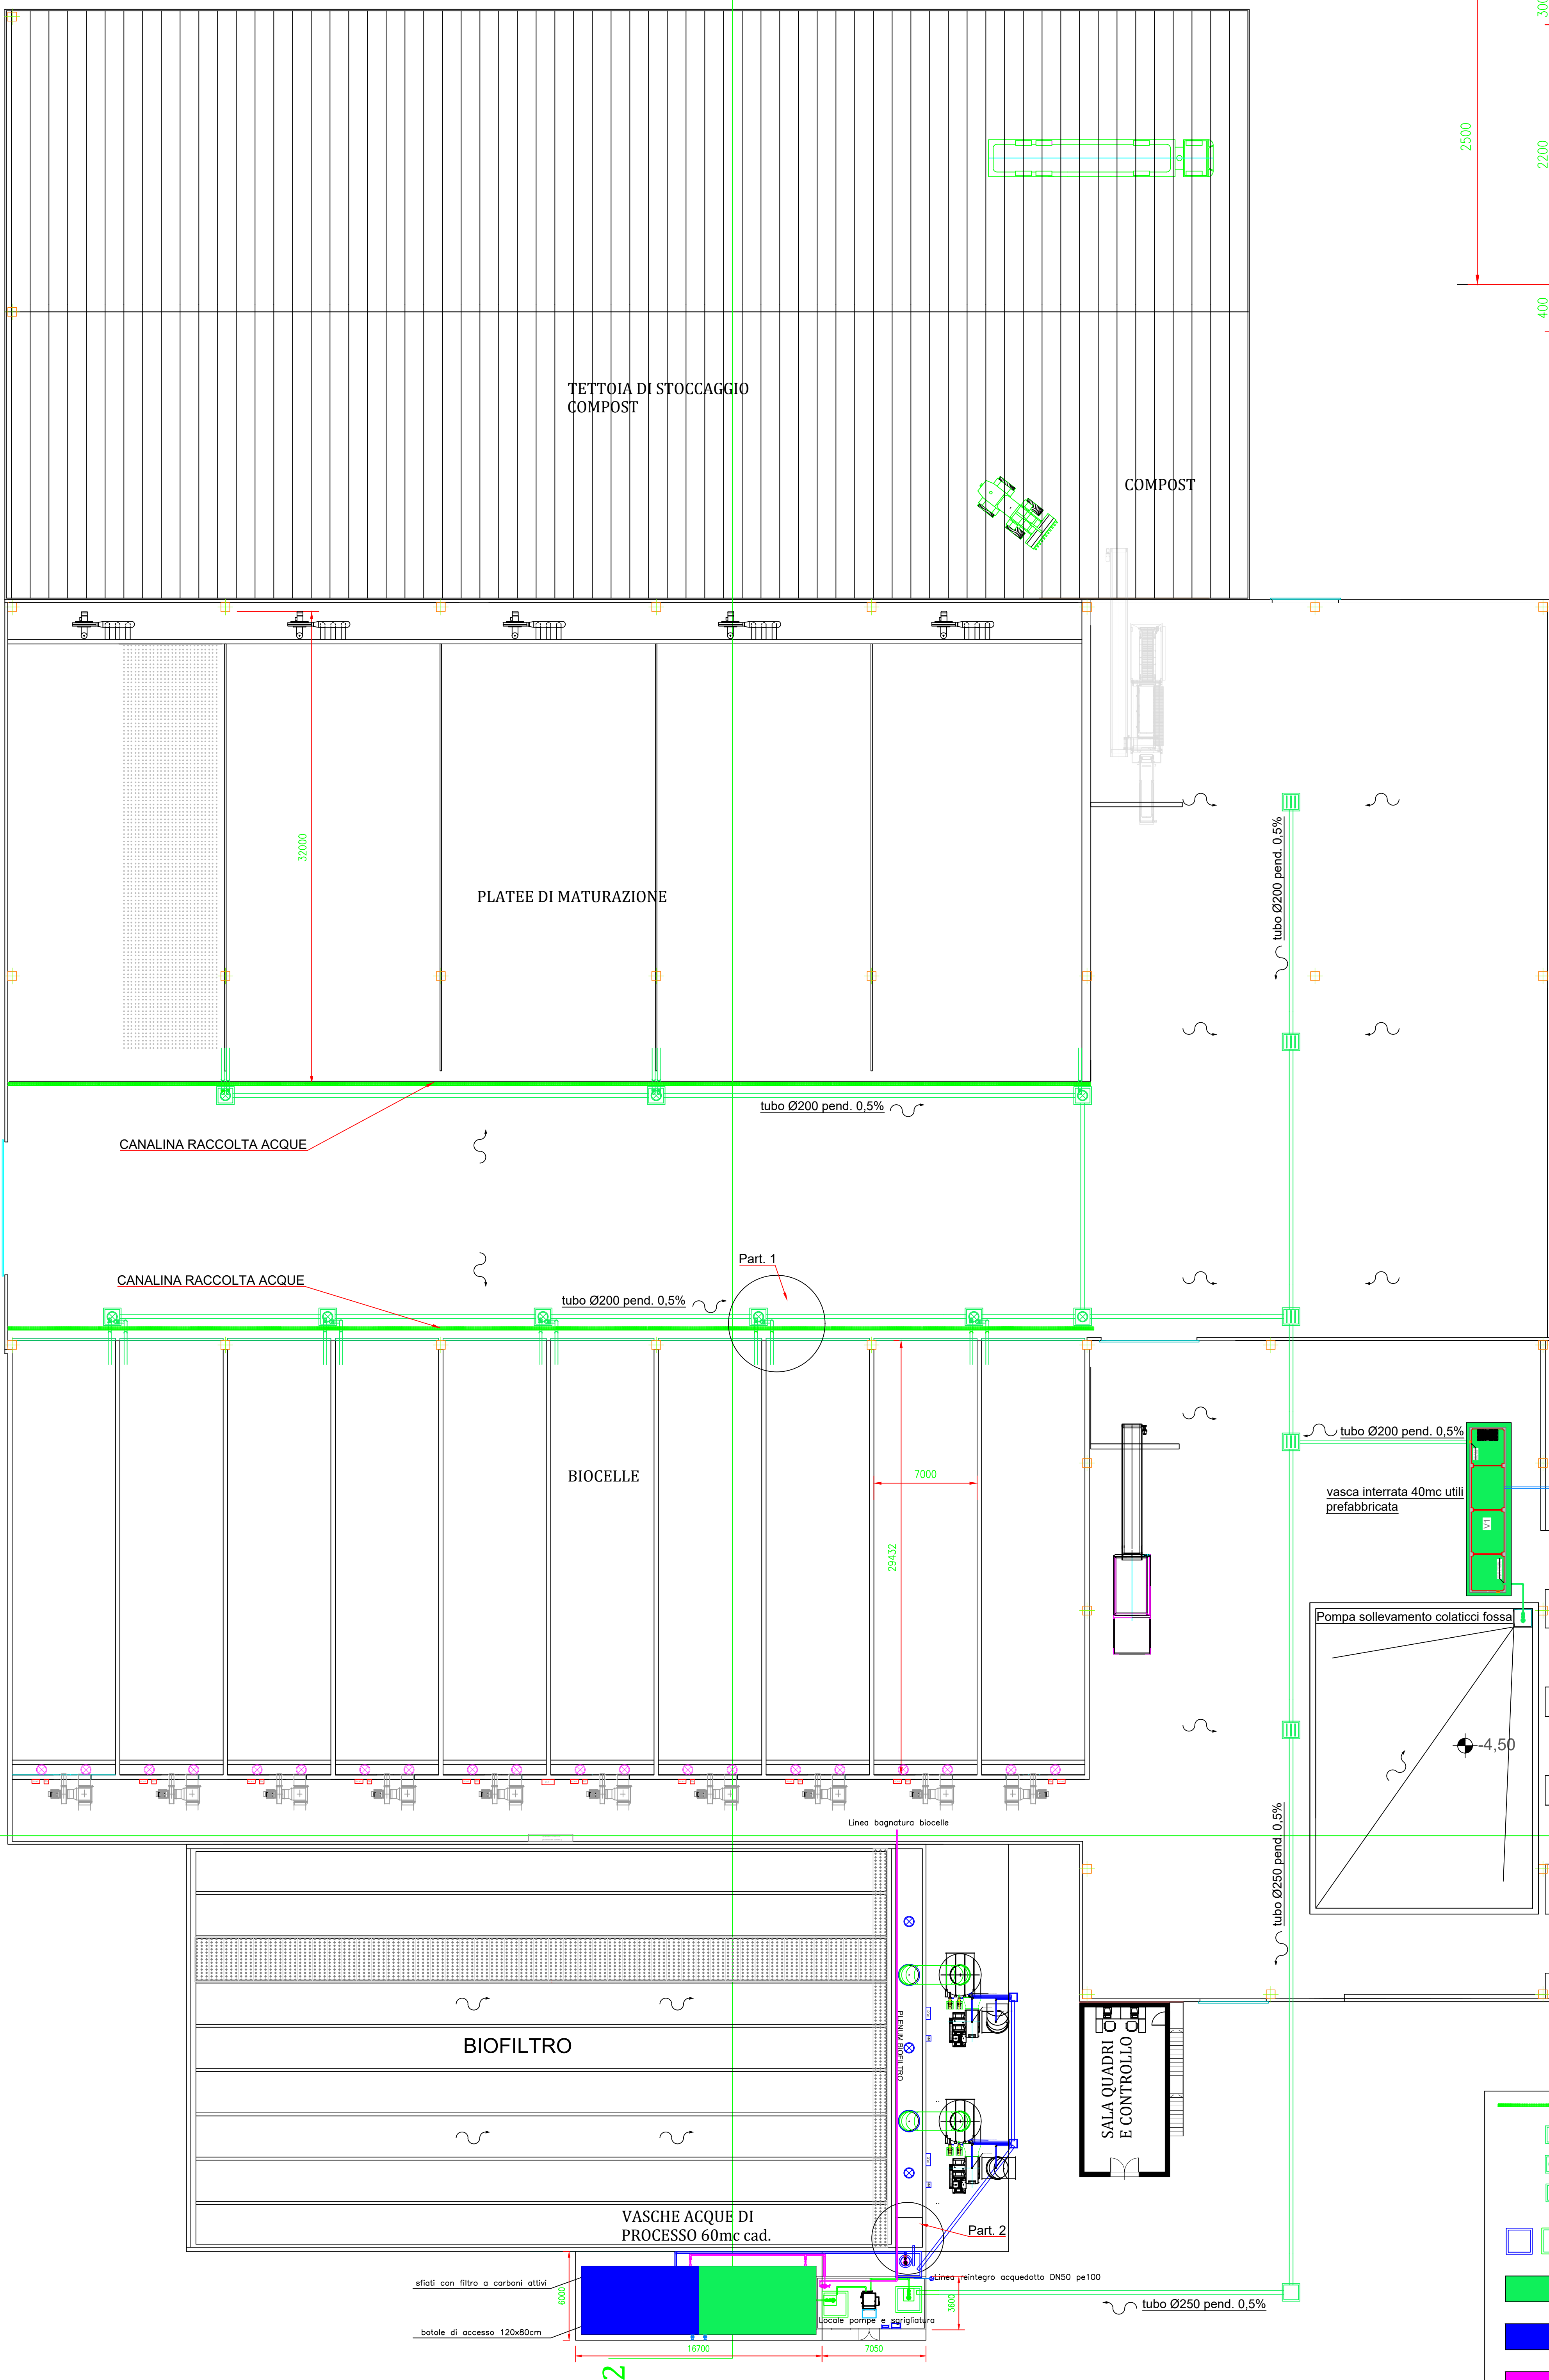 300
2500
2200
400
TETTOIA DI STOCCAGGIO
COMPOST
COMPOST
32000
tubo Ø200 pend. 0,5%
PLATEE DI MATURAZIONE
tubo Ø200 pend. 0,5%
CANALINA RACCOLTA ACQUE
Part. 1
CANALINA RACCOLTA ACQUE
tubo Ø200 pend. 0,5%
tubo Ø200 pend. 0,5%
BIOCELLE
7000
29432
vasca interrata 40mc utili
prefabbricata
V1
Pompa sollevamento colaticci fossa
-4,50
Linea bagnatura biocelle
tubo Ø250 pend. 0,5%
BIOFILTRO
PLENUM BIOFILTRO
SALA QUADRI
E CONTROLLO
VASCHE ACQUE DI
PROCESSO 60mc cad.
Part. 2
Linea reintegro acquedotto DN50 pe100
sfiati con filtro a carboni attivi
6000
3600
tubo Ø250 pend. 0,5%
Locale pompe e sgrigliatura
botole di accesso 120x80cm
16700
7050
2